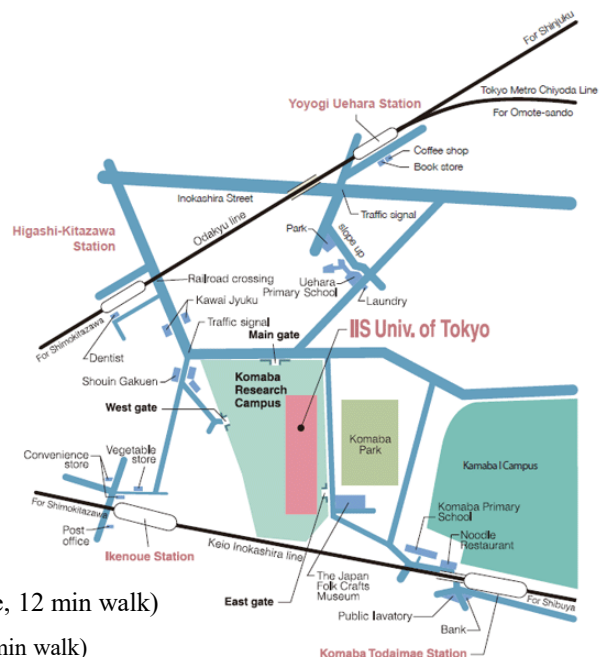 For Shinjuku
Tokyo Metro Chiyoda Line
Yoyogi Uehara Station
For Omote-sando
Coffee shop
Book store
Inokashira Street
Traffic signal
Higashi-Kitazawa
Station
Odakyu line
Park
slope up
Railroad crossing
Uehara
Primary School
Kawai Jyuku
Laundry
Traffic signal
IIS Univ. of Tokyo
Main gate
For Shimokitazawa
Dentist
Komaba
Research
Campus
Shouin Gakuen
West gate
Komaba
Park
Kamaba I Campus
Convenience
store
Vegetable
store
For Shimokitazawa
Komaba Primary
School
Noodle
Restaurant
Post
office
Keio Inokashira line
Ikenoue Station
The Japan
Folk Crafts
Museum
East gate
For Shibuya
Public lavatory
Bank
Komaba Todaimae Station
e, 12 min walk)
min walk)